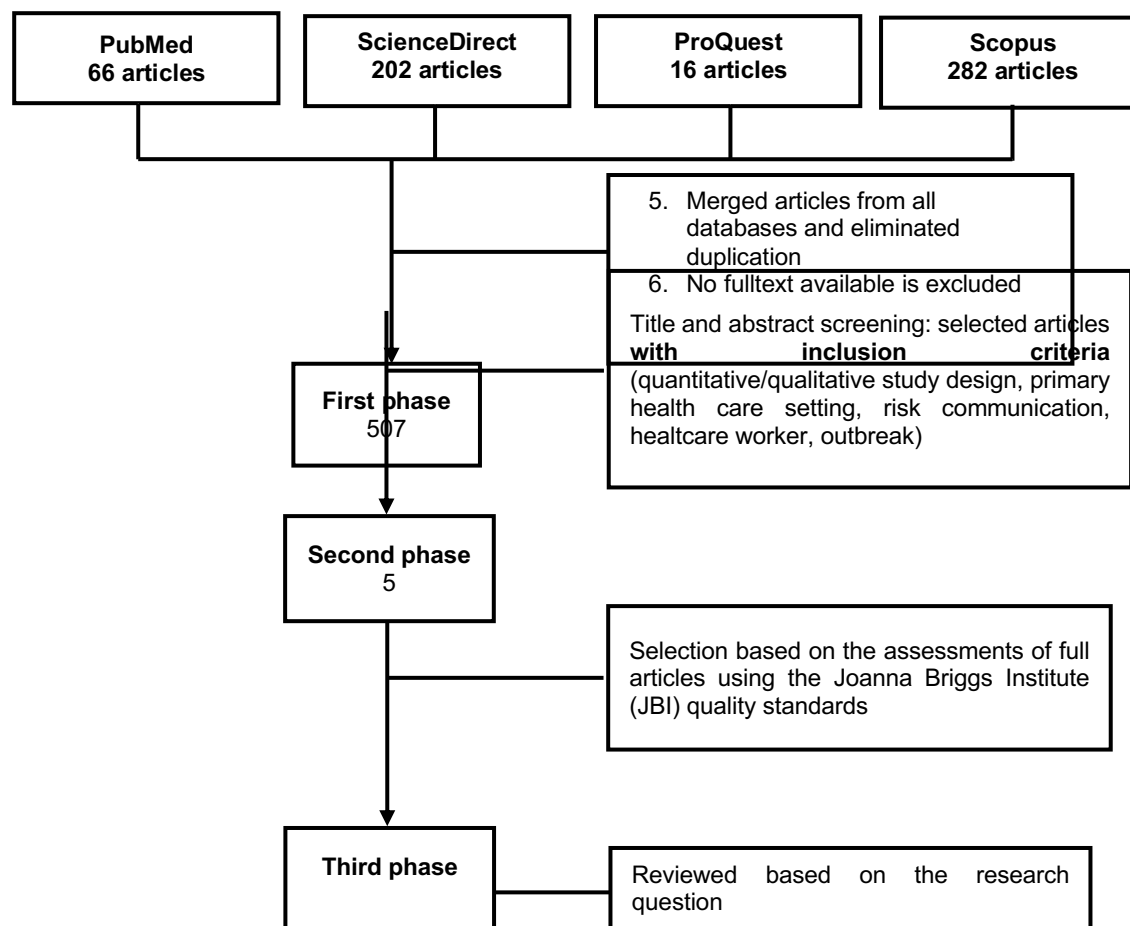 PubMed
66 articles
ScienceDirect
202 articles
ProQuest
16 articles
Scopus
282 articles
5. Merged articles from all
databases and eliminated
duplication
6. No fulltext available is excluded
Title and abstract screening: selected articles
with inclusion criteria
(quantitative/qualitative study design, primary
health care setting, risk communication,
healtcare worker, outbreak)
First phase
507
Second phase
5
Selection based on the assessments of full
articles using the Joanna Briggs Institute
(JBI) quality standards
Third phase
Reviewed based on the research
question